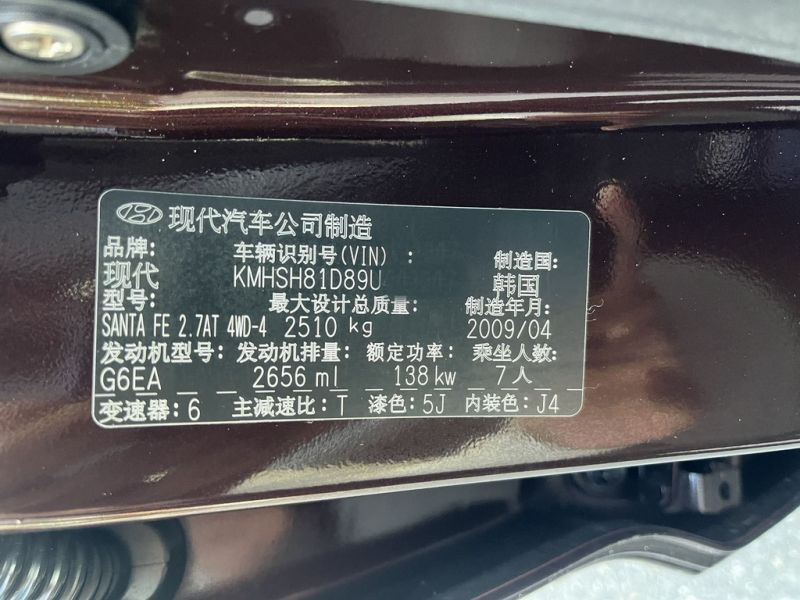 现代汽车公司制造
品牌: 车辆识别号(VIN) : 制造国:
现代 KMHSH81D89U 韩国
型号: 最大设计总质量: 制造年月:
SANTA FE 2.7AT 4WD-4 2510 kg 2009/04
发动机型号: 发动机排量: 额定功率: 乘坐人数:
G6EA 2656 ml 138 kw 7 人
变速器: 6 主减速比: T 漆色: 5J 内装色: J4